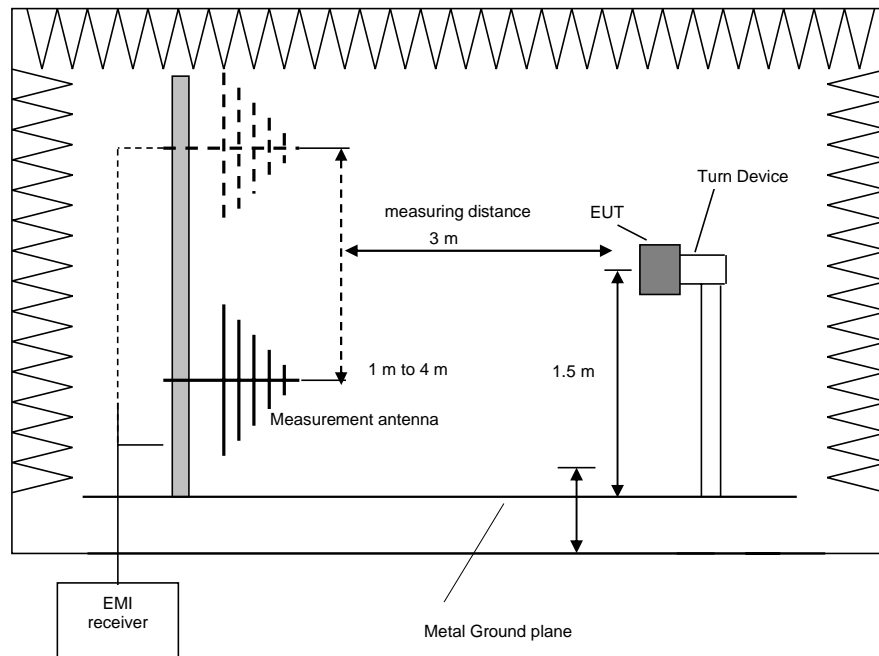 Turn Device
measuring distance
EUT
3 m
1 m to 4 m
1.5 m
Measurement antenna
EMI
receiver
Metal Ground plane